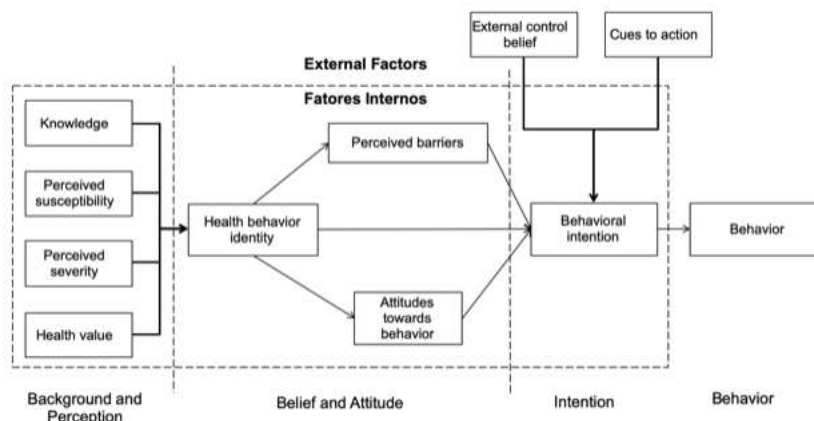 External control
belief
Cues to action
External Factors
Fatores Internos
Knowledge
Perceived
susceptibility
Perceived
severity
Health value
Health behavior
identity
Perceived barriers
Attitudes
towards
behavior
Behavioral
intention
Behavior
Background and
Perception
Belief and Attitude
Intention
Behavior